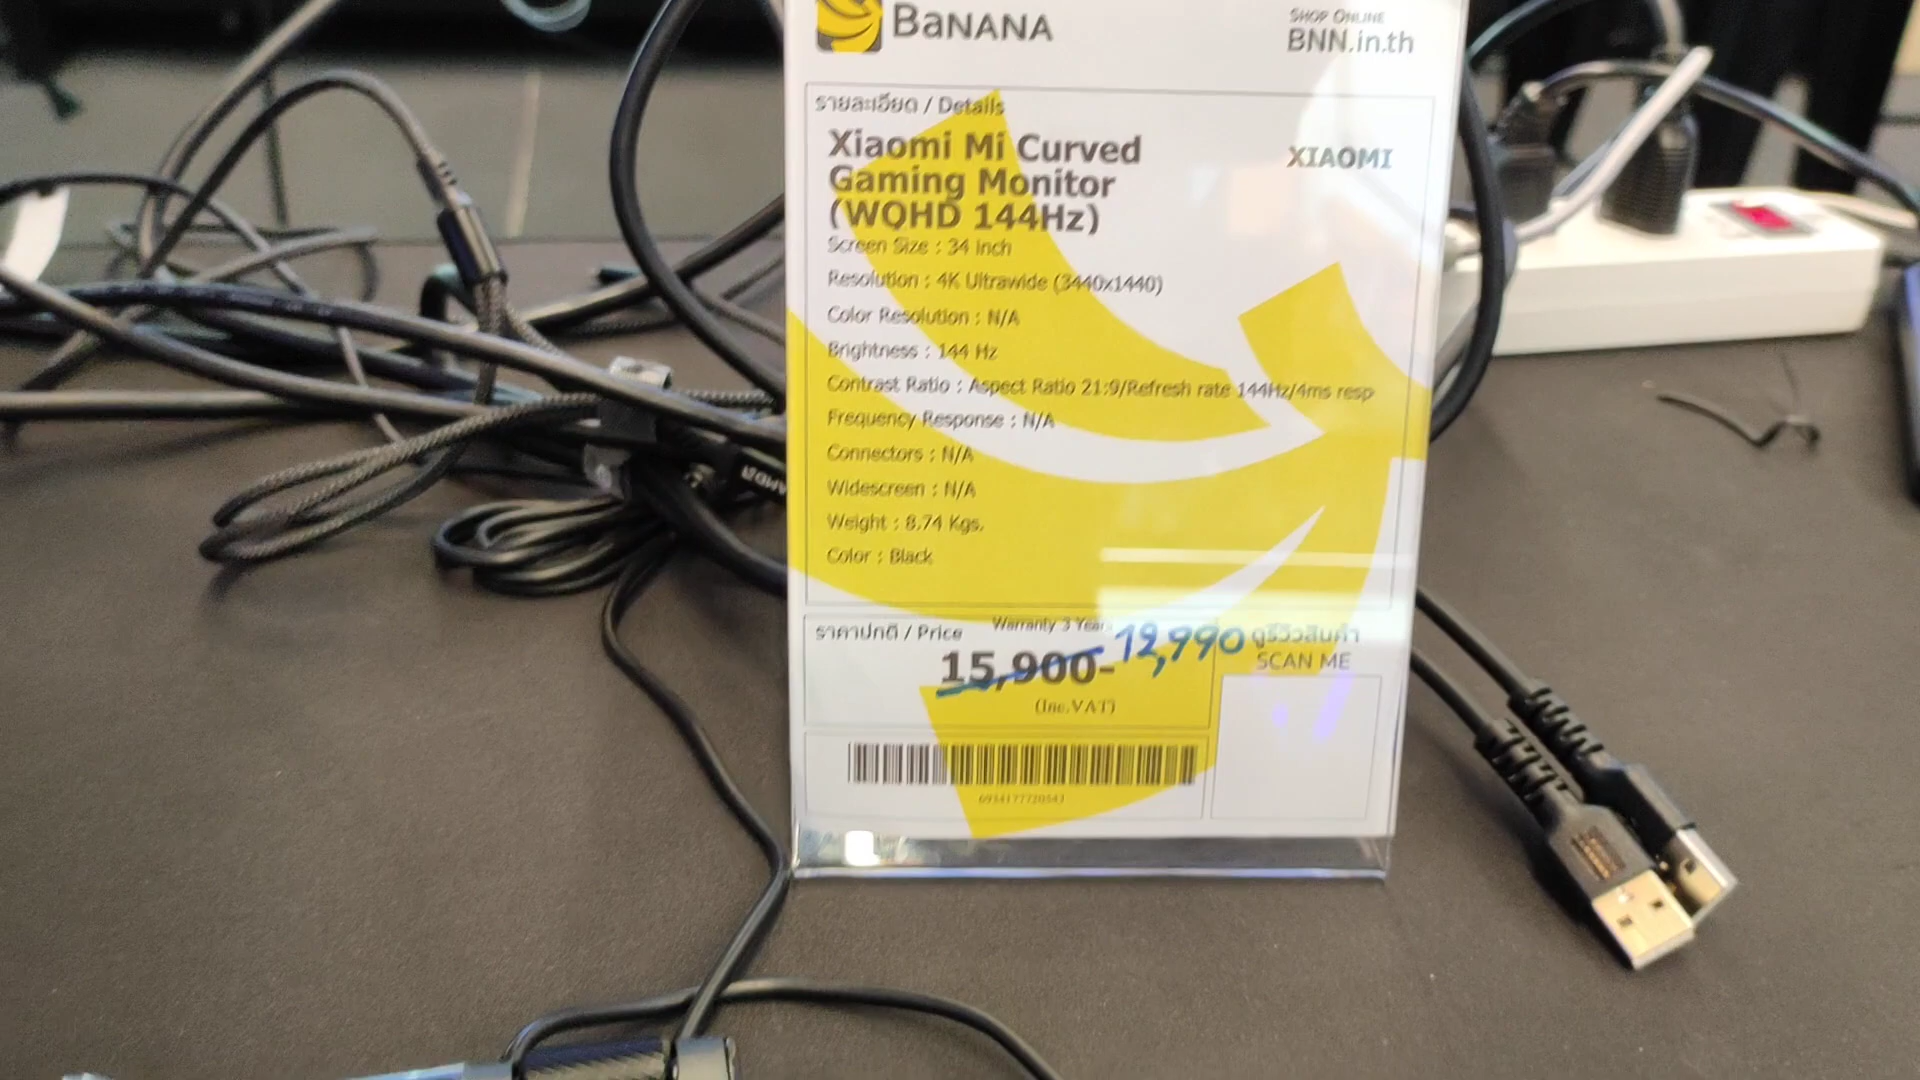 BaNANA
SHOP ONLINE
BNN.in.th
รายละเอียด / Details
Xiaomi Mi Curved
Gaming Monitor
(WQHD 144Hz)
XIAOMI
Screen Size : 34 inch
Resolution : 4K Ultrawide (3440x1440)
Color Resolution : N/A
Brightness : 144 Hz
Contrast Ratio : Aspect Ratio 21:9/Refresh rate 144Hz/4ms resp
Frequency Response : N/A
Connectors : N/A
Widescreen : N/A
Weight : 8.74 Kgs.
Color : Black
ราคาปกติ / Price
Warranty 3 Years
15,900-
12,990
(Inc.VAT)
ดูรีวิวสินค้า
SCAN ME
AMD